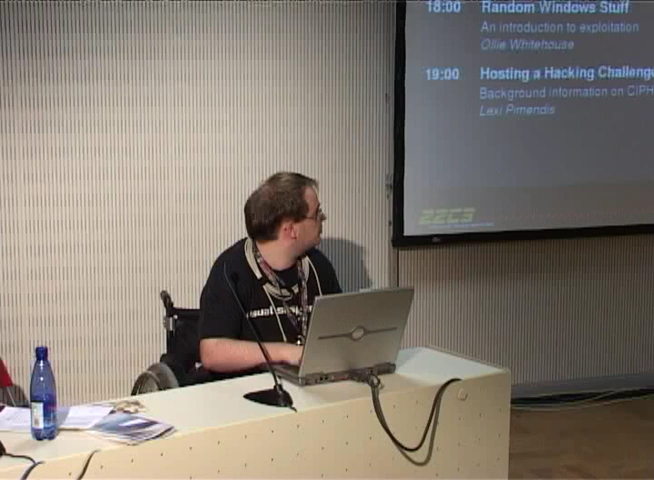 18:00 Random Windows Stuff
An introduction to exploitation
Ollie Whitehouse
19:00 Hosting a Hacking Challenge
Background information on CIPH
Lexi Pimendis
22C3